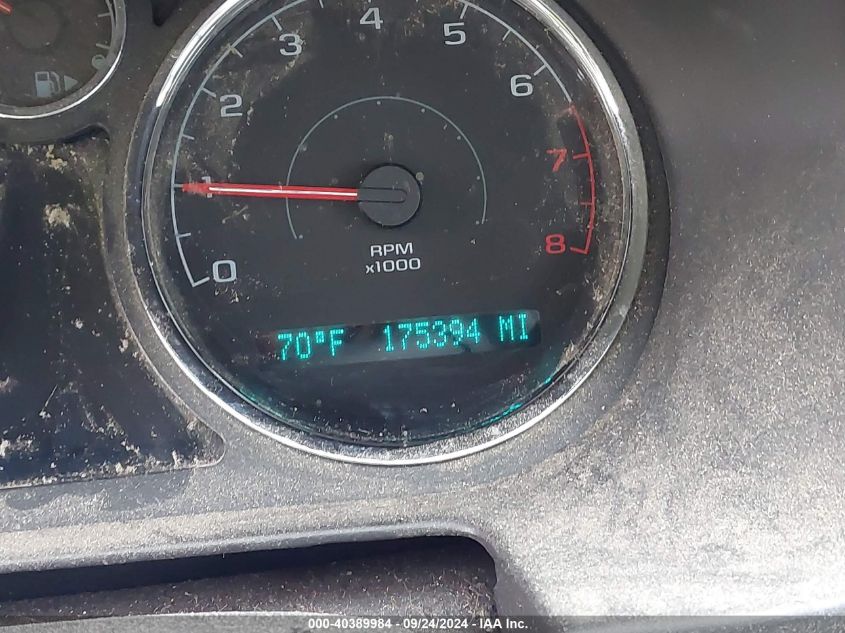 0 1 2 3 4 5 6 7 8
RPM
x1000
70°F 175394 MI
000-40389984 - 09/24/2024 - IAA Inc.